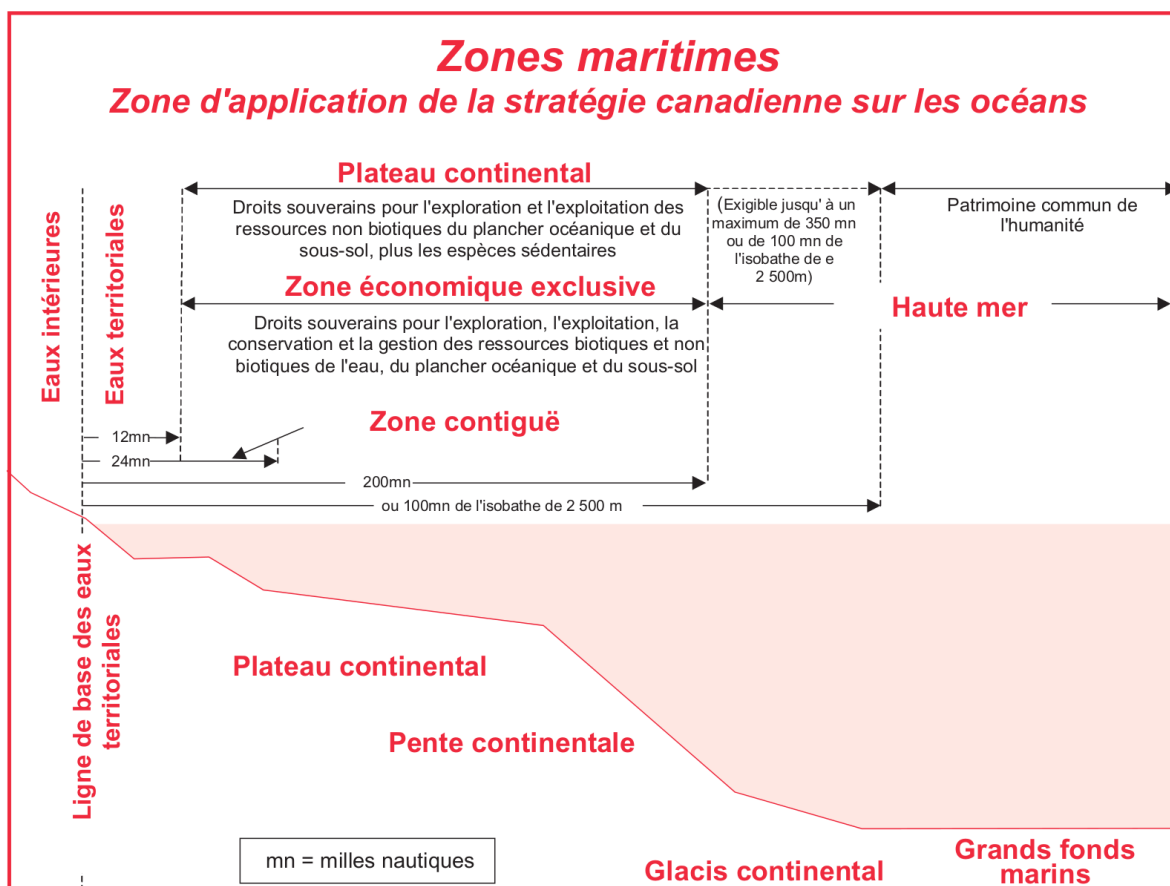 Zones maritimes
Zone d'application de la stratégie canadienne sur les océans
Eaux intérieures
Eaux territoriales
Plateau continental
Droits souverains pour l'exploration et l'exploitation des
ressources non biotiques du plancher océanique et du
sous-sol, plus les espèces sédentaires
(Exigible jusqu' à un
maximum de 350 mn
ou de 100 mn de
l'isobathe de e
2 500m)
Patrimoine commun de
l'humanité
Zone économique exclusive
Droits souverains pour l'exploration, l'exploitation, la
conservation et la gestion des ressources biotiques et non
biotiques de l'eau, du plancher océanique et du sous-sol
Haute mer
Zone contiguë
12mn
24mn
200mn
ou 100mn de l'isobathe de 2 500 m
Ligne de base des eaux
territoriales
Plateau continental
Pente continentale
Glacis continental
Grands fonds
marins
mn = milles nautiques